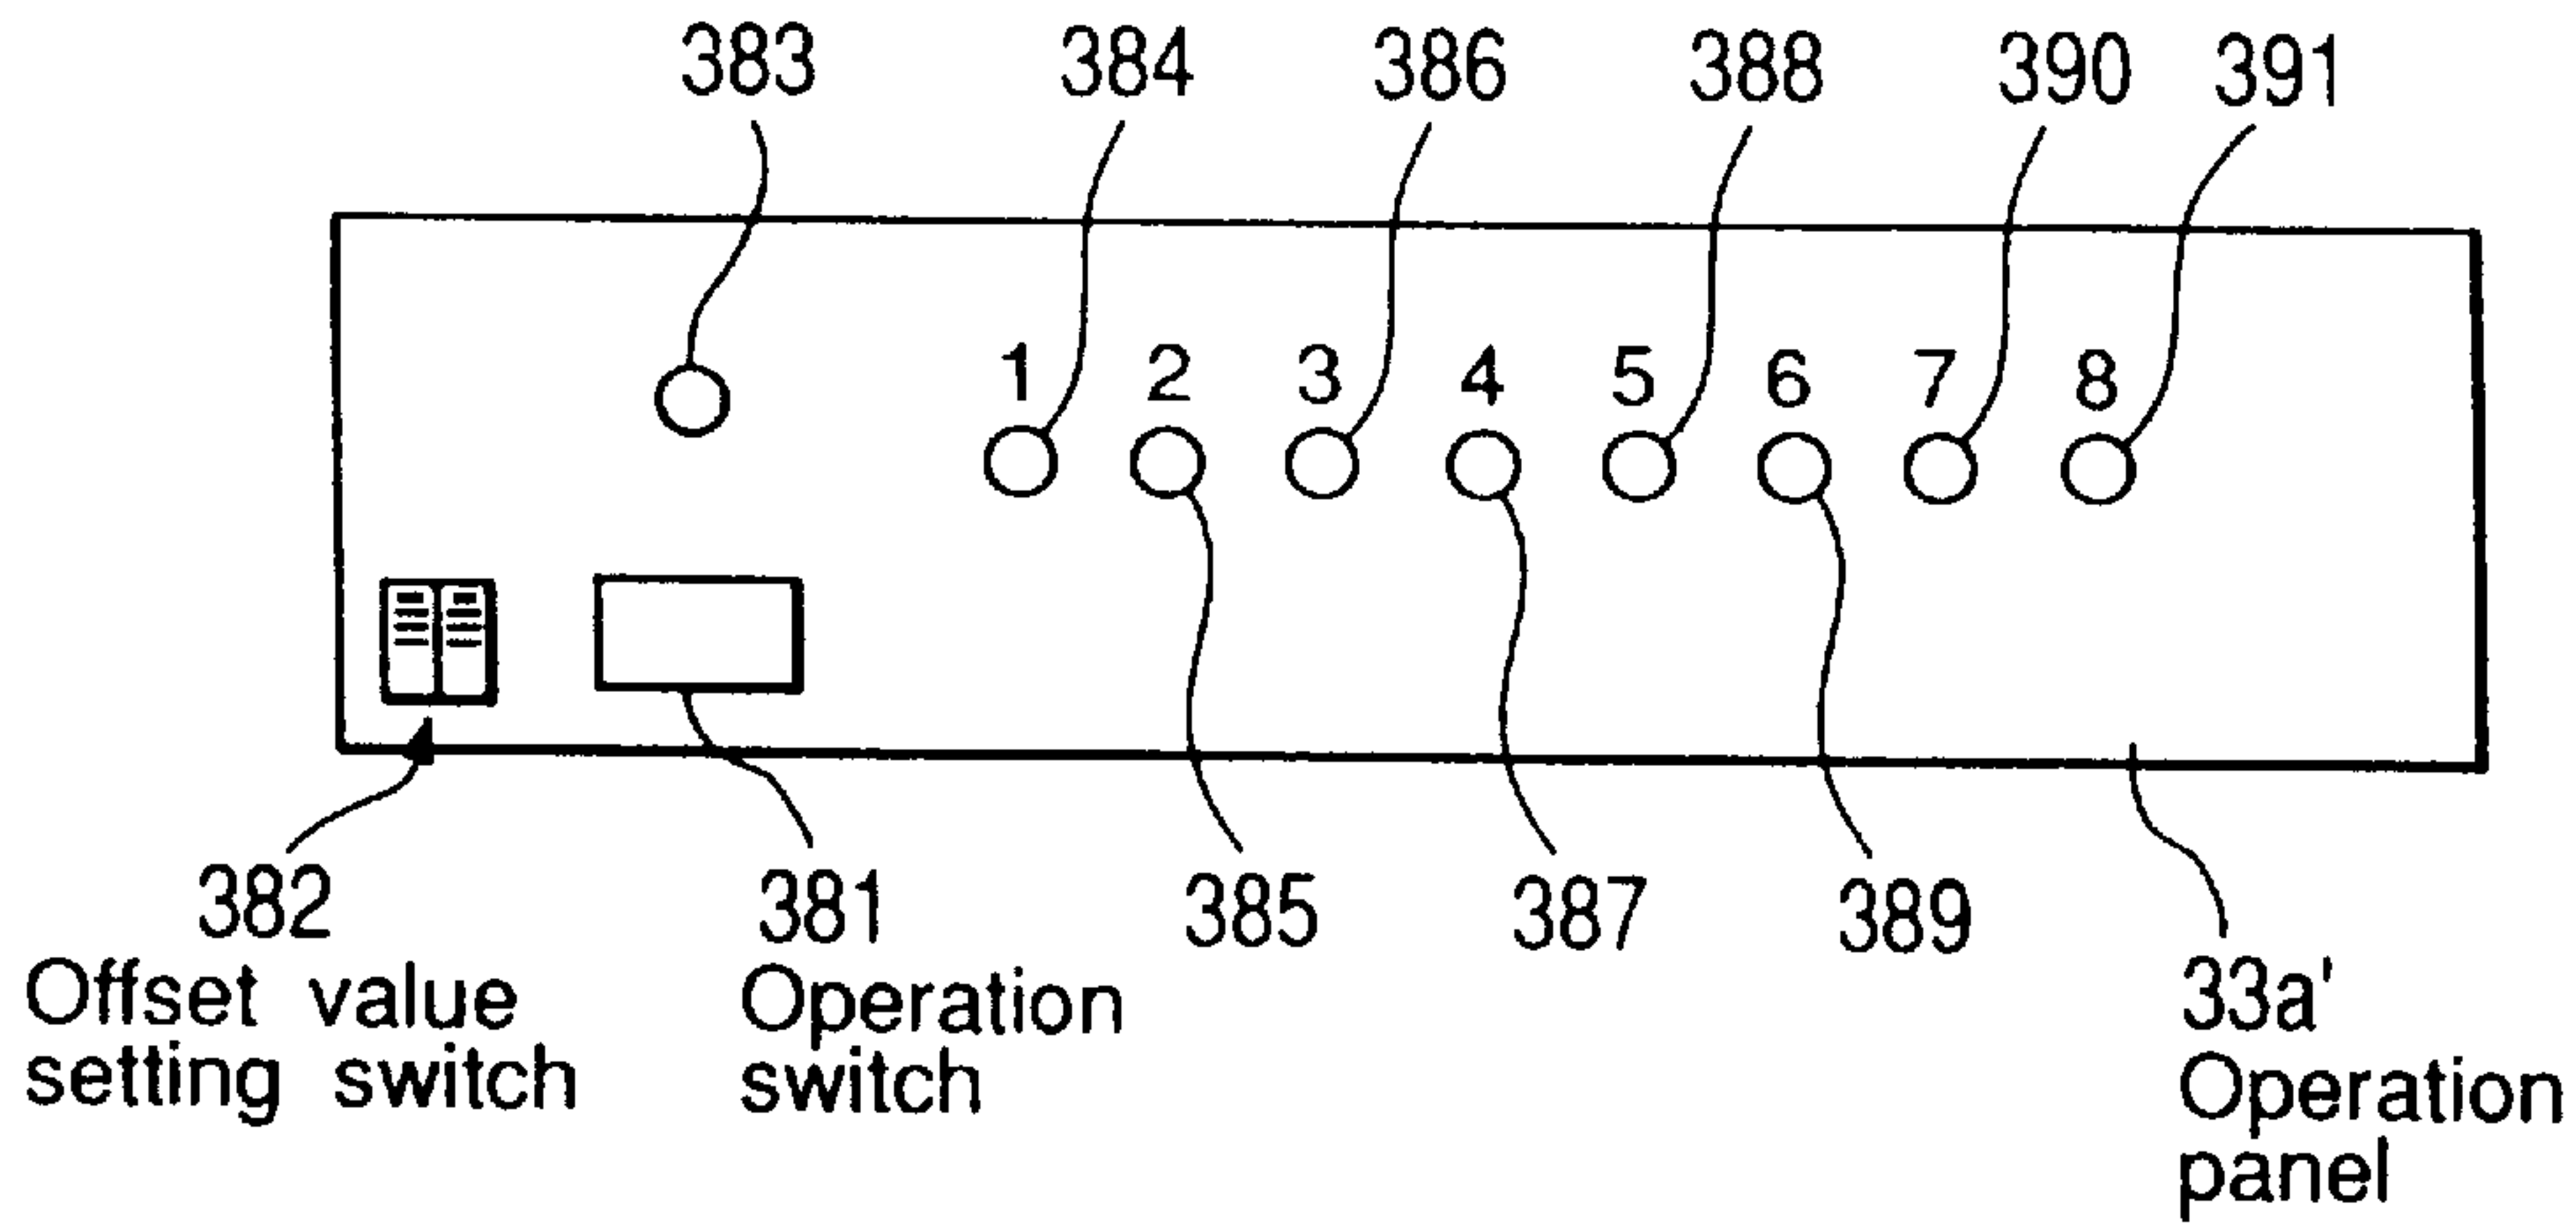 383 384 386 388 390 391
1 2 3 4 5 6 7 8
382 381 385 387 389 33a'
Offset value
setting switch
Operation
switch
Operation
panel